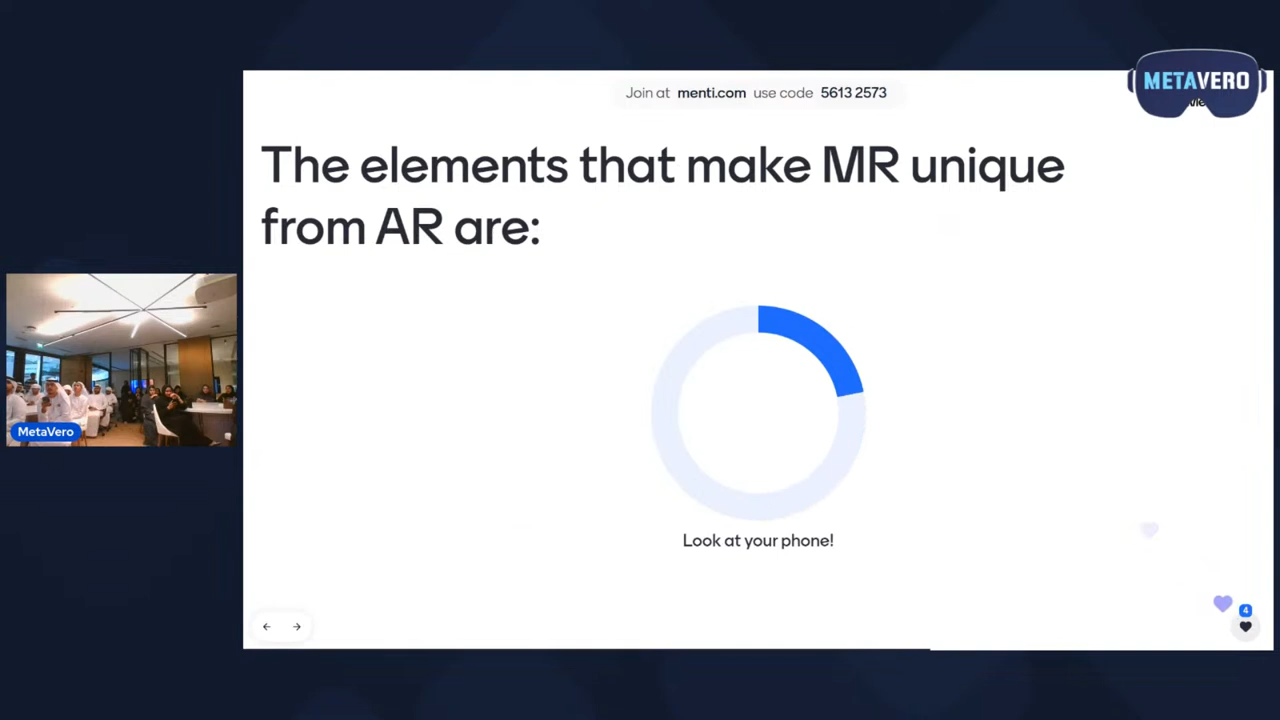 Join at menti.com use code 5613 2573
METAVERO
The elements that make MR unique
from AR are:
MetaVero
Look at your phone!
4